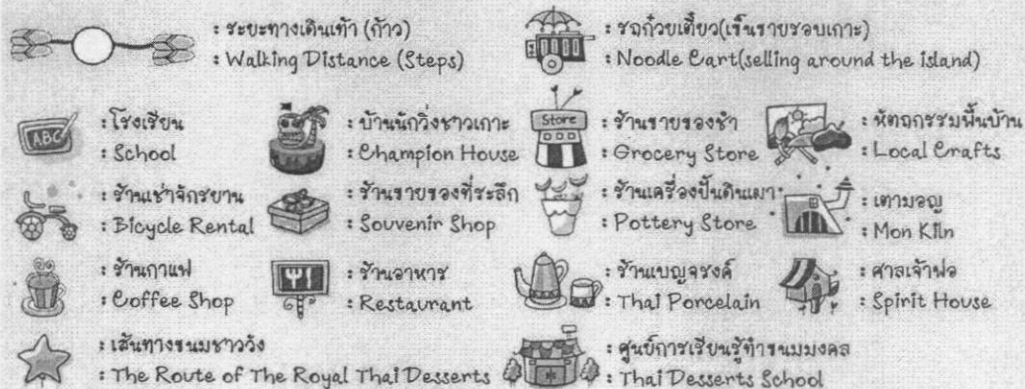 : ระยะทางเดินเท้า (ก้าว)
: Walking Distance (Steps)
: รถก๋วยเตี๋ยว(เข็นขายรอบเกาะ)
: Noodle Cart(selling around the island)
ABC
: โรงเรียน
: School
: บ้านนักวิ่งชาวเกาะ
: Champion House
Store
: ร้านขายของชำ
: Grocery Store
: หัตถกรรมพื้นบ้าน
: Local Crafts
: ร้านเช่าจักรยาน
: Bicycle Rental
: ร้านขายของที่ระลึก
: Souvenir Shop
: ร้านเครื่องปั้นดินเผา
: Pottery Store
: เตามอญ
: Mon Kiln
: ร้านกาแฟ
: Coffee Shop
: ร้านอาหาร
: Restaurant
: ร้านเบญจรงค์
: Thai Porcelain
: ศาลเจ้าพ่อ
: Spirit House
: เส้นทางขนมชาววัง
: The Route of The Royal Thai Desserts
: ศูนย์การเรียนรู้ทำขนมมงคล
: Thai Desserts School